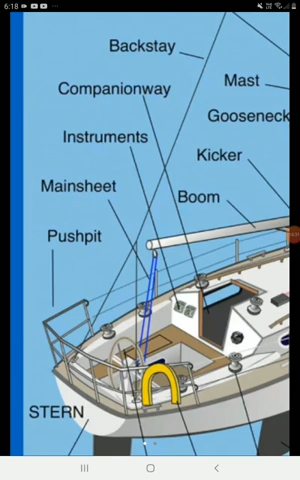 6:18
Backstay
Mast
Companionway
Gooseneck
Instruments
Kicker
Mainsheet
Boom
Pushpit
STERN